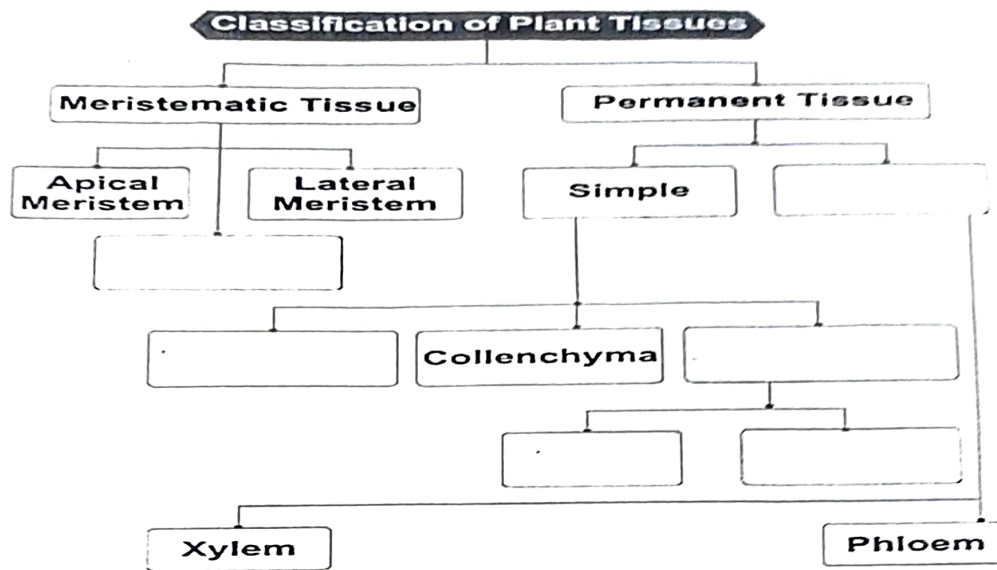 Classification of Plant Tissues
Meristematic Tissue
Permanent Tissue
Apical
Meristem
Lateral
Meristem
Simple
Collenchyma
Xylem
Phloem